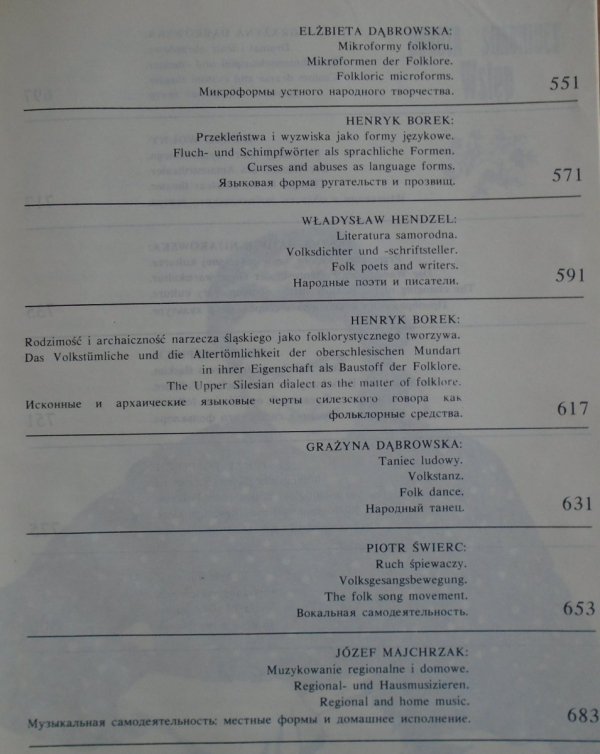 ELŻBIETA DĄBROWSKA:
Mikroformy folkloru.
Mikroformen der Folklore.
Folkloric microforms.
Микроформы устного народного творчества.
551
HENRYK BOREK:
Przekleństwa i wyzwiska jako formy językowe.
Fluch- und Schimpfwörter als sprachliche Formen.
Curses and abuses as language forms.
Языковая форма ругательств и прозвищ.
571
WŁADYSŁAW HENDZEL:
Literatura samorodna.
Volksdichter und -schriftsteller.
Folk poets and writers.
Народные поэти и писатели.
591
HENRYK BOREK:
Rodzimość i archaiczność narzecza śląskiego jako folklorystycznego tworzywa.
Das Volkstümliche und die Altertömlichkeit der oberschlesischen Mundart
in ihrer Eigenschaft als Baustoff der Folklore.
The Upper Silesian dialect as the matter of folklore.
Исконные и архаические языковые черты силезского говора как
фольклорные средства.
617
GRAŻYNA DĄBROWSKA:
Taniec ludowy.
Volkstanz.
Folk dance.
Народный танец.
631
PIOTR ŚWIERC:
Ruch śpiewaczy.
Volksgesangsbewegung.
The folk song movement.
Вокальная самодеятельность.
653
JÓZEF MAJCHRZAK:
Muzykowanie regionalne i domowe.
Regional- und Hausmusizieren.
Regional and home music.
Музыкальная самодеятельность: местные формы и домашнее исполнение.
683